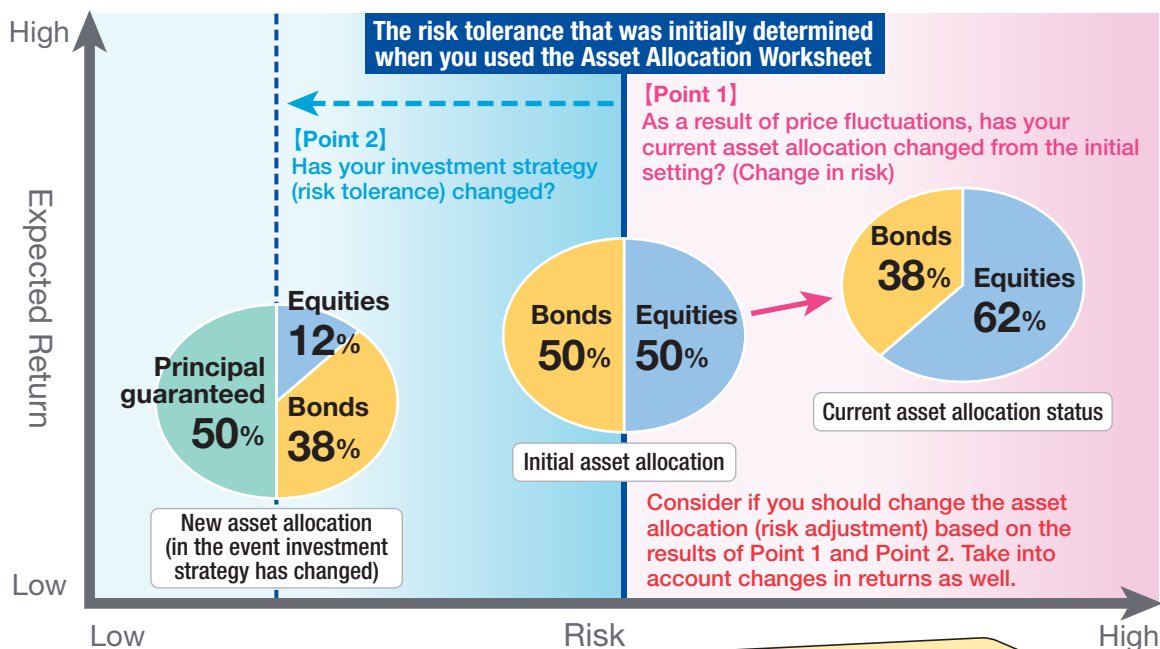 High
The risk tolerance that was initially determined
when you used the Asset Allocation Worksheet
【Point 1】
As a result of price fluctuations, has your
current asset allocation changed from the initial
setting? (Change in risk)
【Point 2】
Has your investment strategy
(risk tolerance) changed?
Expected Return
Bonds
38%
Equities
62%
Current asset allocation status
Bonds
50%
Equities
50%
Initial asset allocation
Equities
12%
Principal
guaranteed
50%
Bonds
38%
New asset allocation
(in the event investment
strategy has changed)
Consider if you should change the asset
allocation (risk adjustment) based on the
results of Point 1 and Point 2. Take into
account changes in returns as well.
Low
Low
Risk
High